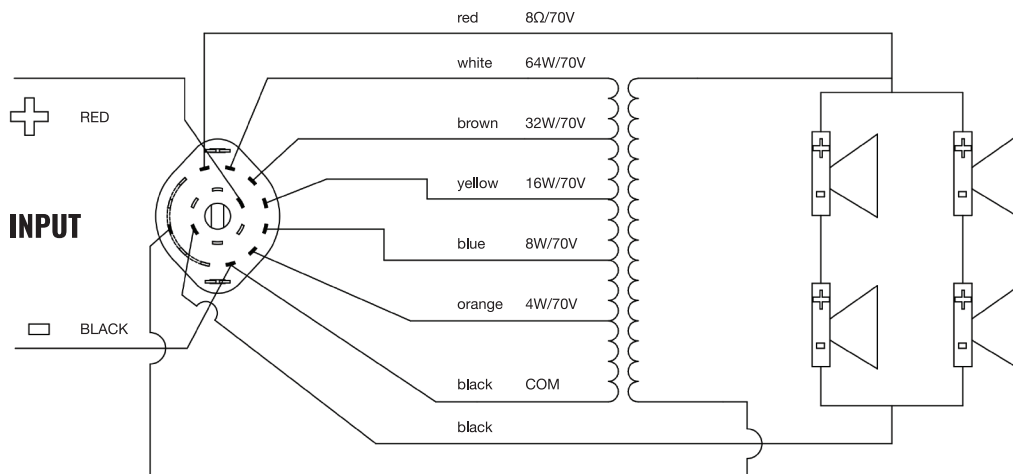 red 8Ω/70V
white 64W/70V
RED
brown 32W/70V
yellow 16W/70V
INPUT
blue 8W/70V
orange 4W/70V
BLACK
black COM
black